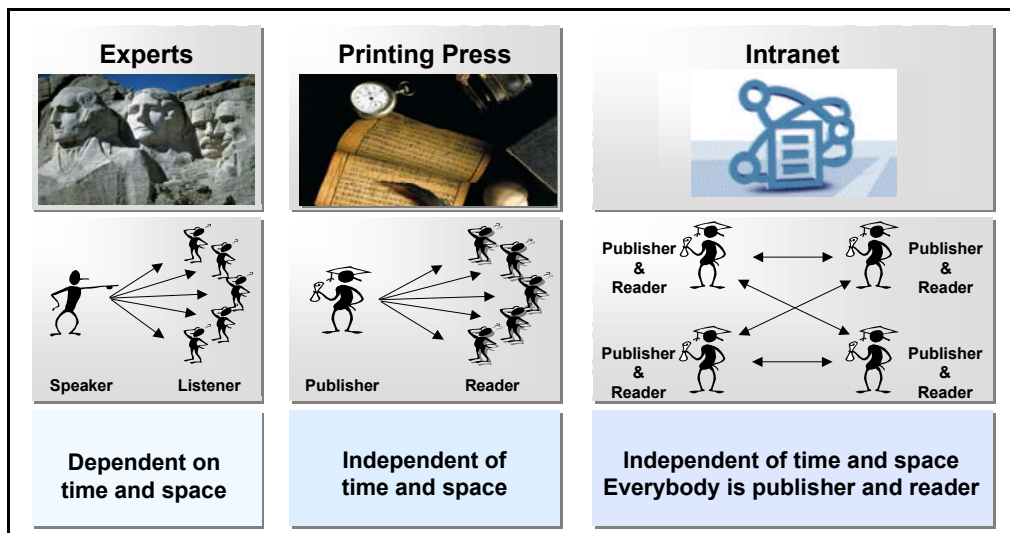 Experts
Printing Press
Intranet
Speaker
Listener
Publisher
Reader
Publisher
&
Reader
Publisher
&
Reader
Publisher
&
Reader
Publisher
&
Reader
Dependent on
time and space
Independent of
time and space
Independent of time and space
Everybody is publisher and reader